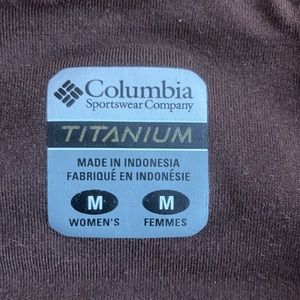 Columbia
Sportswear Company
TITANIUM
MADE IN INDONESIA
FABRIQUÉ EN INDONÉSIE
M M
WOMEN'S FEMMES